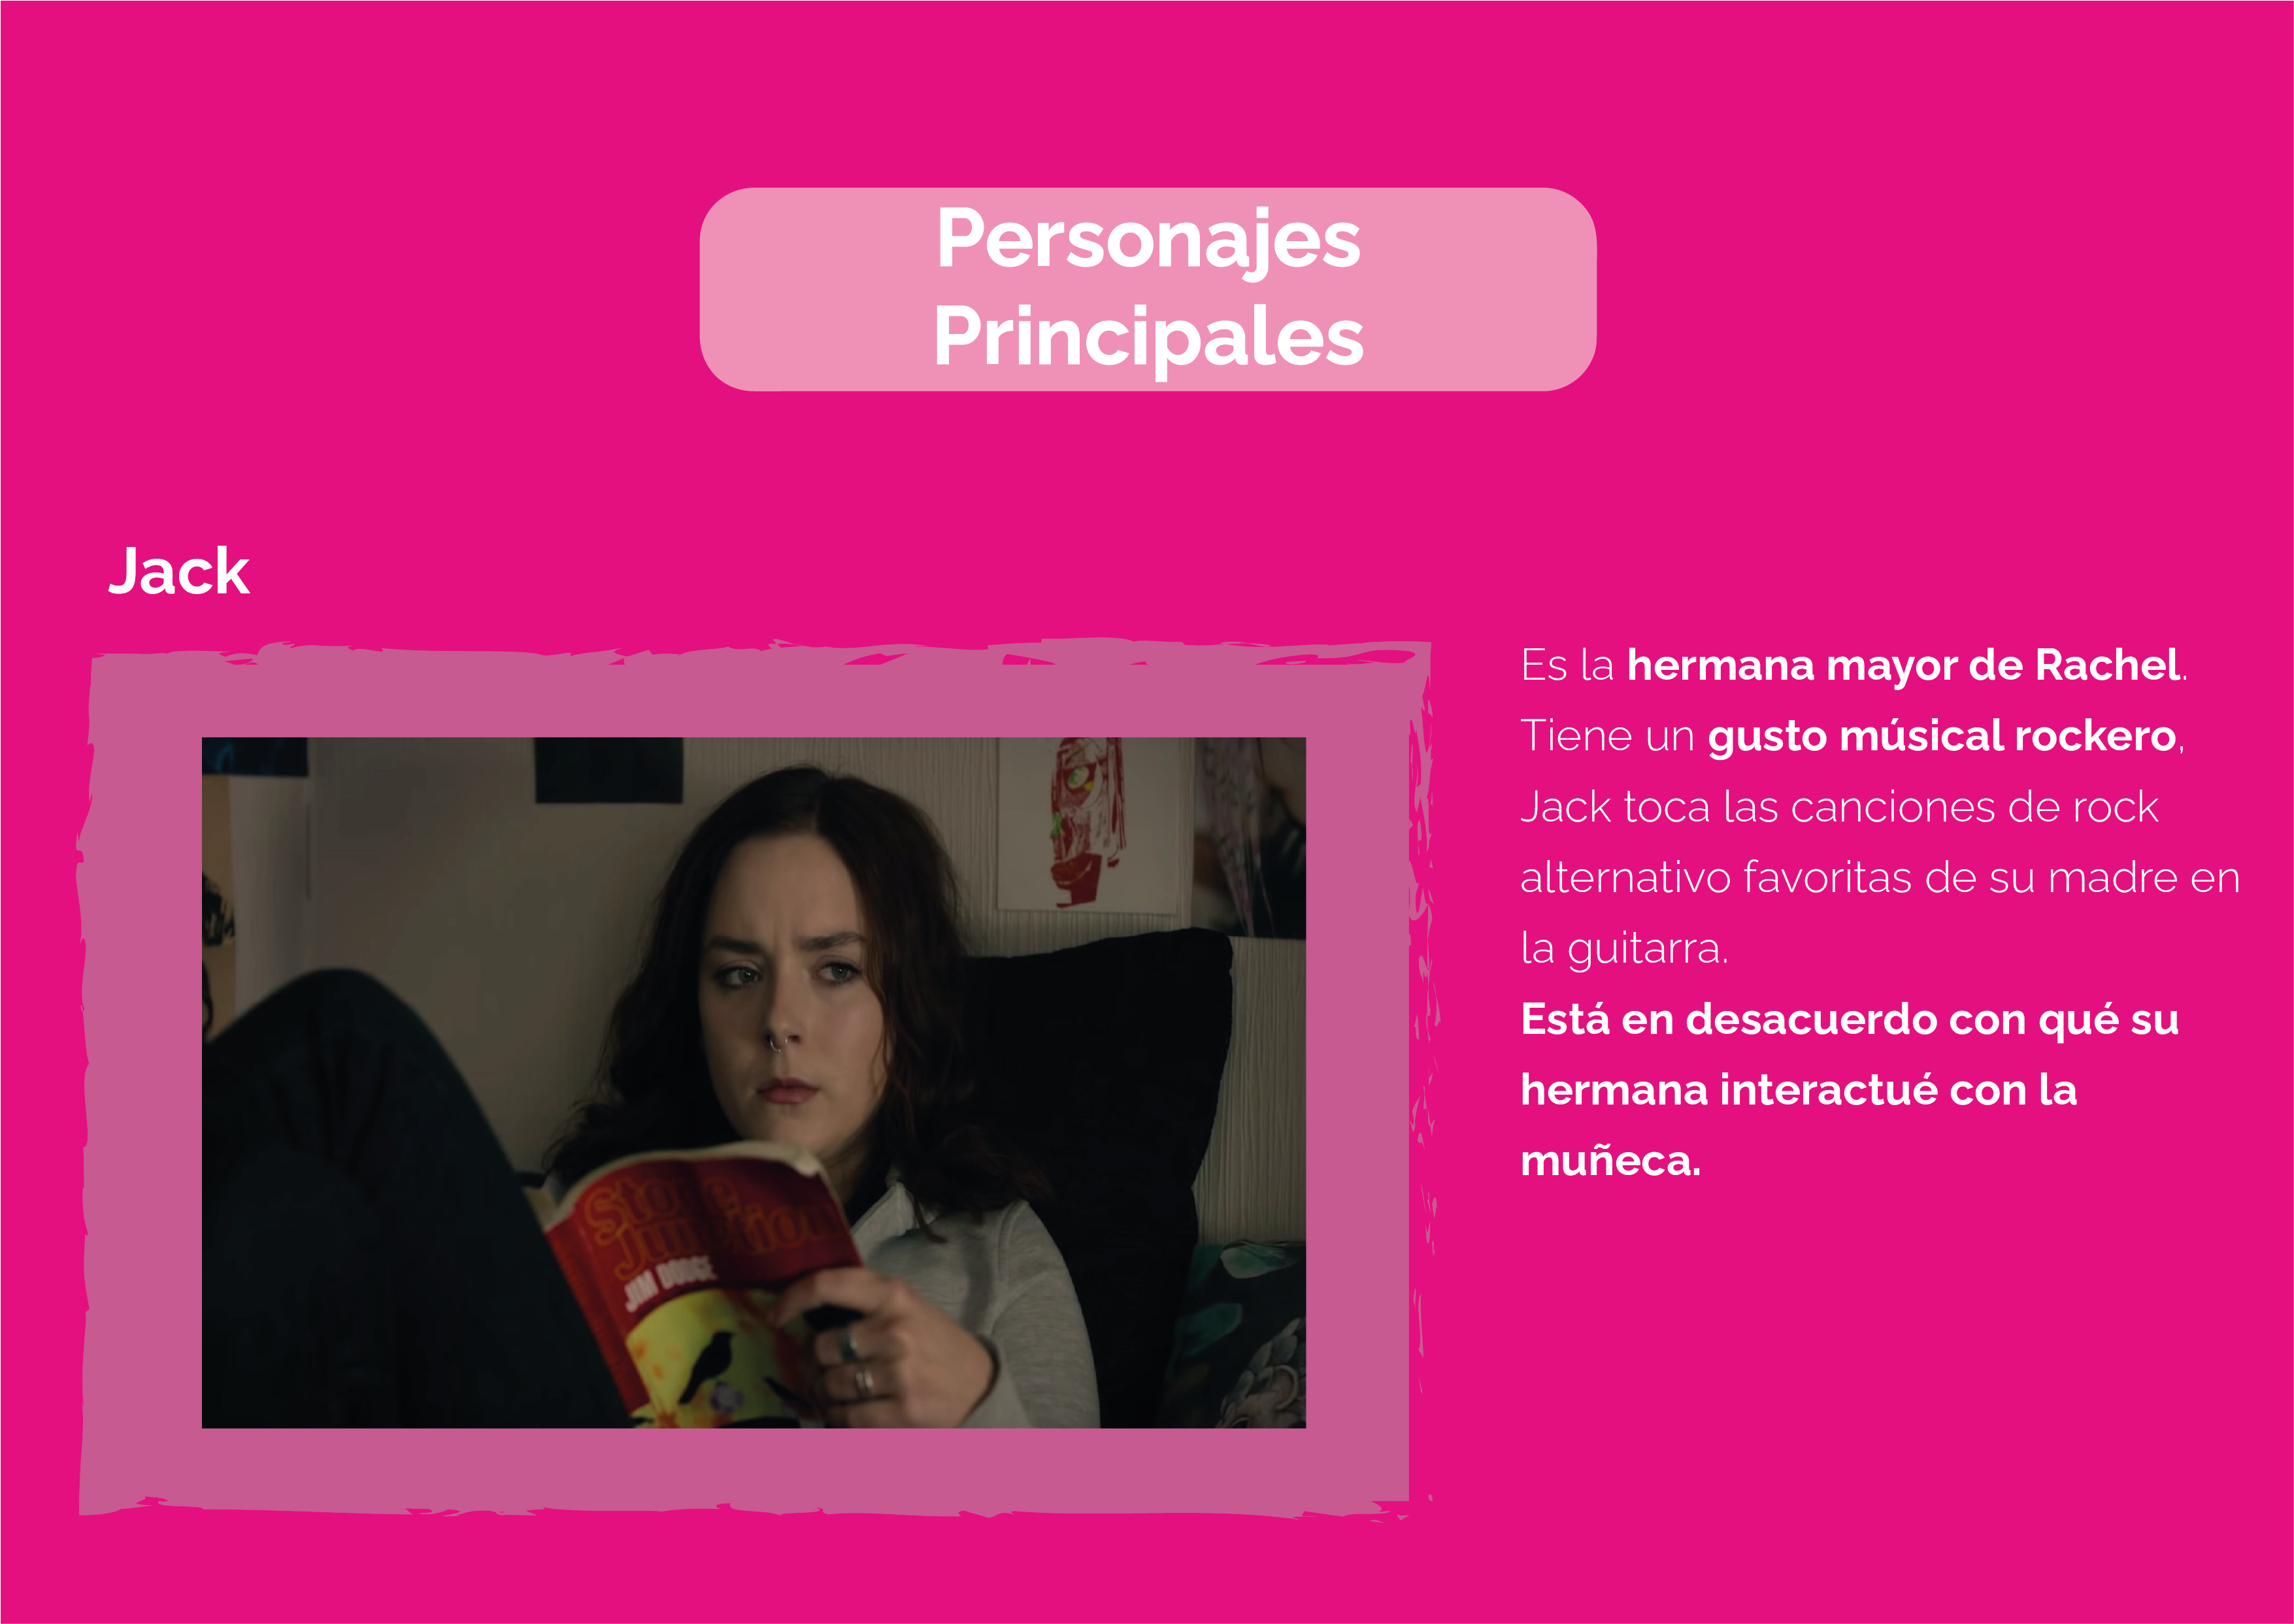 Personajes
Principales
Jack
Es la hermana mayor de Rachel.
Tiene un gusto músical rockero,
Jack toca las canciones de rock
alternativo favoritas de su madre en
la guitarra.
Está en desacuerdo con qué su
hermana interactué con la
muñeca.
Stone
Junction
JIM DODGE